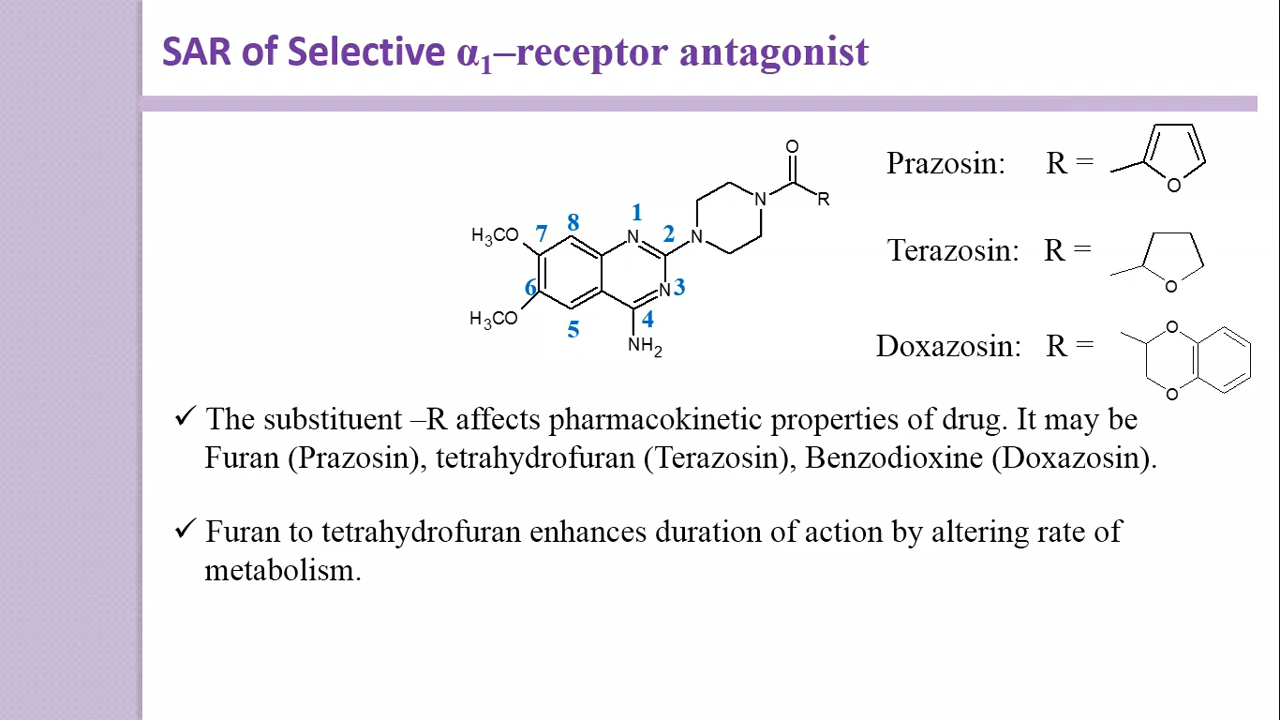 SAR of Selective α₁–receptor antagonist
O
R
N
N
1
N
2
N
3
4
NH₂
5
6
7
8
H₃CO
H₃CO
Prazosin: R =
O
Terazosin: R =
O
Doxazosin: R =
O
O
✓ The substituent –R affects pharmacokinetic properties of drug. It may be
Furan (Prazosin), tetrahydrofuran (Terazosin), Benzodioxine (Doxazosin).
✓ Furan to tetrahydrofuran enhances duration of action by altering rate of
metabolism.